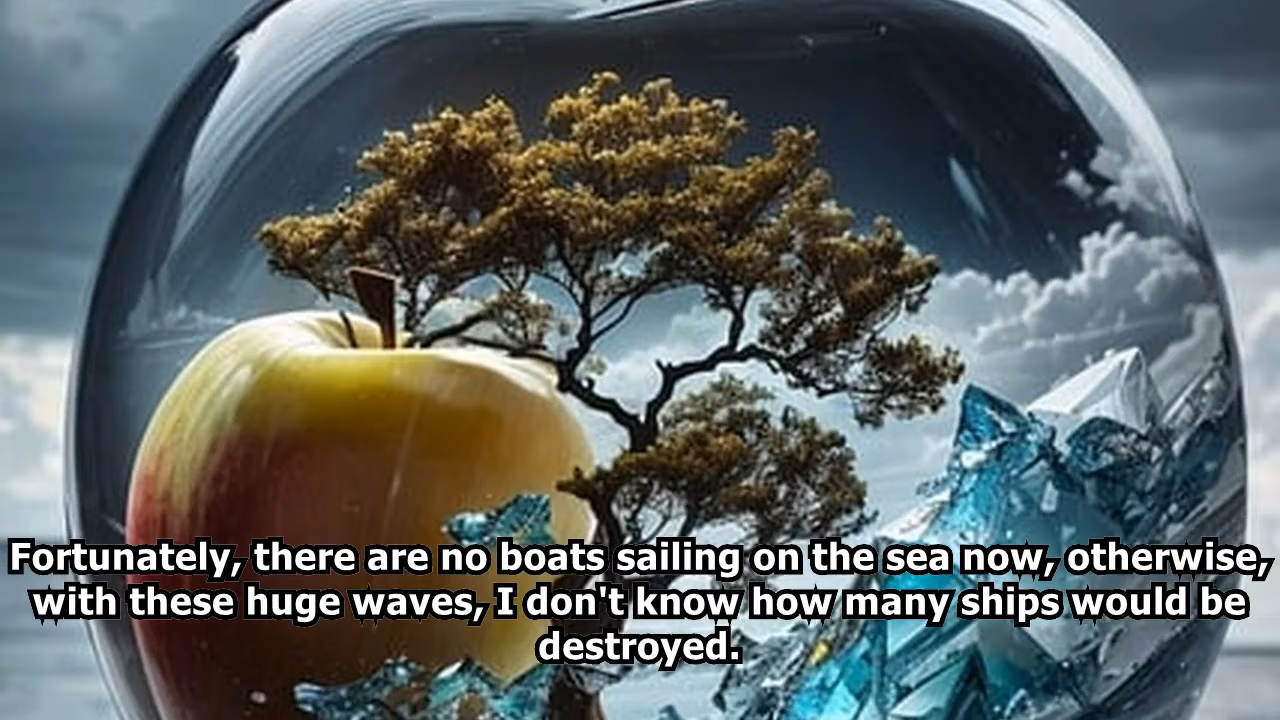 Fortunately, there are no boats sailing on the sea now, otherwise,
with these huge waves, I don't know how many ships would be
destroyed.